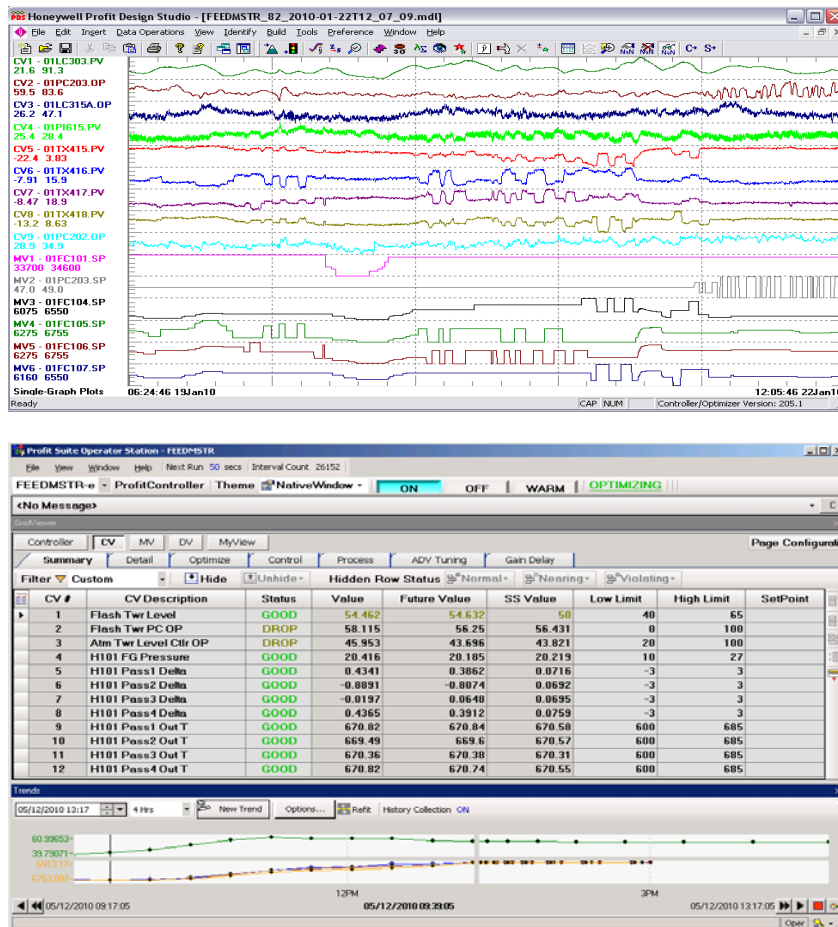 Honeywell Profit Design Studio - [FEEDMSTR_82_2010-01-22T12_07_09.mdl]
File Edit Insert Data Operations View Identify Build Tools Preference Window Help
CV1 - 01LC303.PV
21.6 91.3
CV2 - 01PC203.OP
59.5 83.6
CV3 - 01LC315A.OP
26.2 47.1
CV4 - 01PI615.PV
25.4 28.4
CV5 - 01TX415.PV
-22.4 3.83
CV6 - 01TX416.PV
-7.91 15.9
CV7 - 01TX417.PV
-8.47 18.9
CV8 - 01TX418.PV
-13.2 8.63
CV9 - 01PC202.OP
28.9 34.9
MV1 - 01FC101.SP
33700 34600
MV2 - 01PC203.SP
47.0 49.0
MV3 - 01FC104.SP
6075 6550
MV4 - 01FC105.SP
6275 6755
MV5 - 01FC106.SP
6275 6755
MV6 - 01FC107.SP
6160 6550
Single-Graph Plots 06:24:46 19Jan10 12:05:46 22Jan10
Ready CAP NUM Controller/Optimizer Version: 205.1
Profit Suite Operator Station - FEEDMSTR
File View Window Help Next Run 50 secs Interval Count 26152
FEEDMSTR-e ProfitController Theme NativeWindow ON OFF WARM OPTIMIZING
<No Message> C
GridViewer
Controller CV MV DV MyView Page Configurati
Summary Detail Optimize Control Process ADV Tuning Gain Delay
Filter Custom Hide Unhide Hidden Row Status Normal Nearing Violating
CV # CV Description Status Value Future Value SS Value Low Limit High Limit SetPoint
1 Flash Twr Level GOOD 54.462 54.632 50 40 65
2 Flash Twr PC OP DROP 58.115 56.25 56.431 0 100
3 Atm Twr Level Ctlr OP DROP 45.953 43.696 43.821 20 100
4 H101 FG Pressure GOOD 20.416 20.185 20.219 10 27
5 H101 Pass1 Delta GOOD 0.4341 0.3862 0.0716 -3 3
6 H101 Pass2 Delta GOOD -0.8891 -0.8074 0.0692 -3 3
7 H101 Pass3 Delta GOOD -0.0197 0.0648 0.0695 -3 3
8 H101 Pass4 Delta GOOD 0.4365 0.3912 0.0759 -3 3
9 H101 Pass1 Out T GOOD 670.82 670.84 670.58 600 685
10 H101 Pass2 Out T GOOD 669.49 669.6 670.57 600 685
11 H101 Pass3 Out T GOOD 670.36 670.38 670.31 600 685
12 H101 Pass4 Out T GOOD 670.82 670.74 670.55 600 685
Trends
05/12/2010 13:17 4 Hrs New Trend Options... Refit History Collection ON
60.99653
39.79071
6753.097
12PM 3PM
05/12/2010 09:17:05 05/12/2010 09:39:05 05/12/2010 13:17:05
Oper